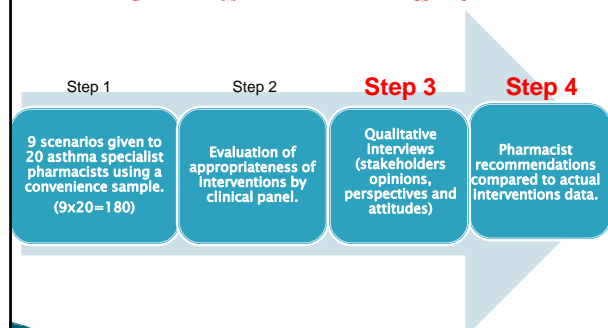 Step 1
Step 2
Step 3
Step 4
9 scenarios given to
20 asthma specialist
pharmacists using a
convenience sample.
(9x20=180)
Evaluation of
appropriateness of
interventions by
clinical panel.
Qualitative
interviews
(stakeholders
opinions,
perspectives and
attitudes)
Pharmacist
recommendations
compared to actual
interventions data.